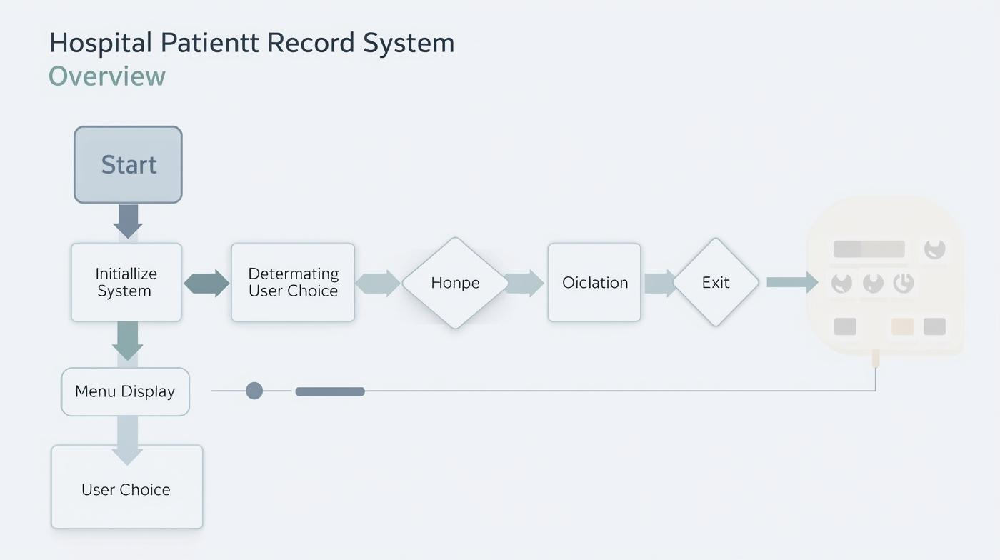 Hospital Patientt Record System
Overview
Start
Initiallize
System
Determating
User Choice
Honpe
Oiclation
Exit
Menu Display
User Choice